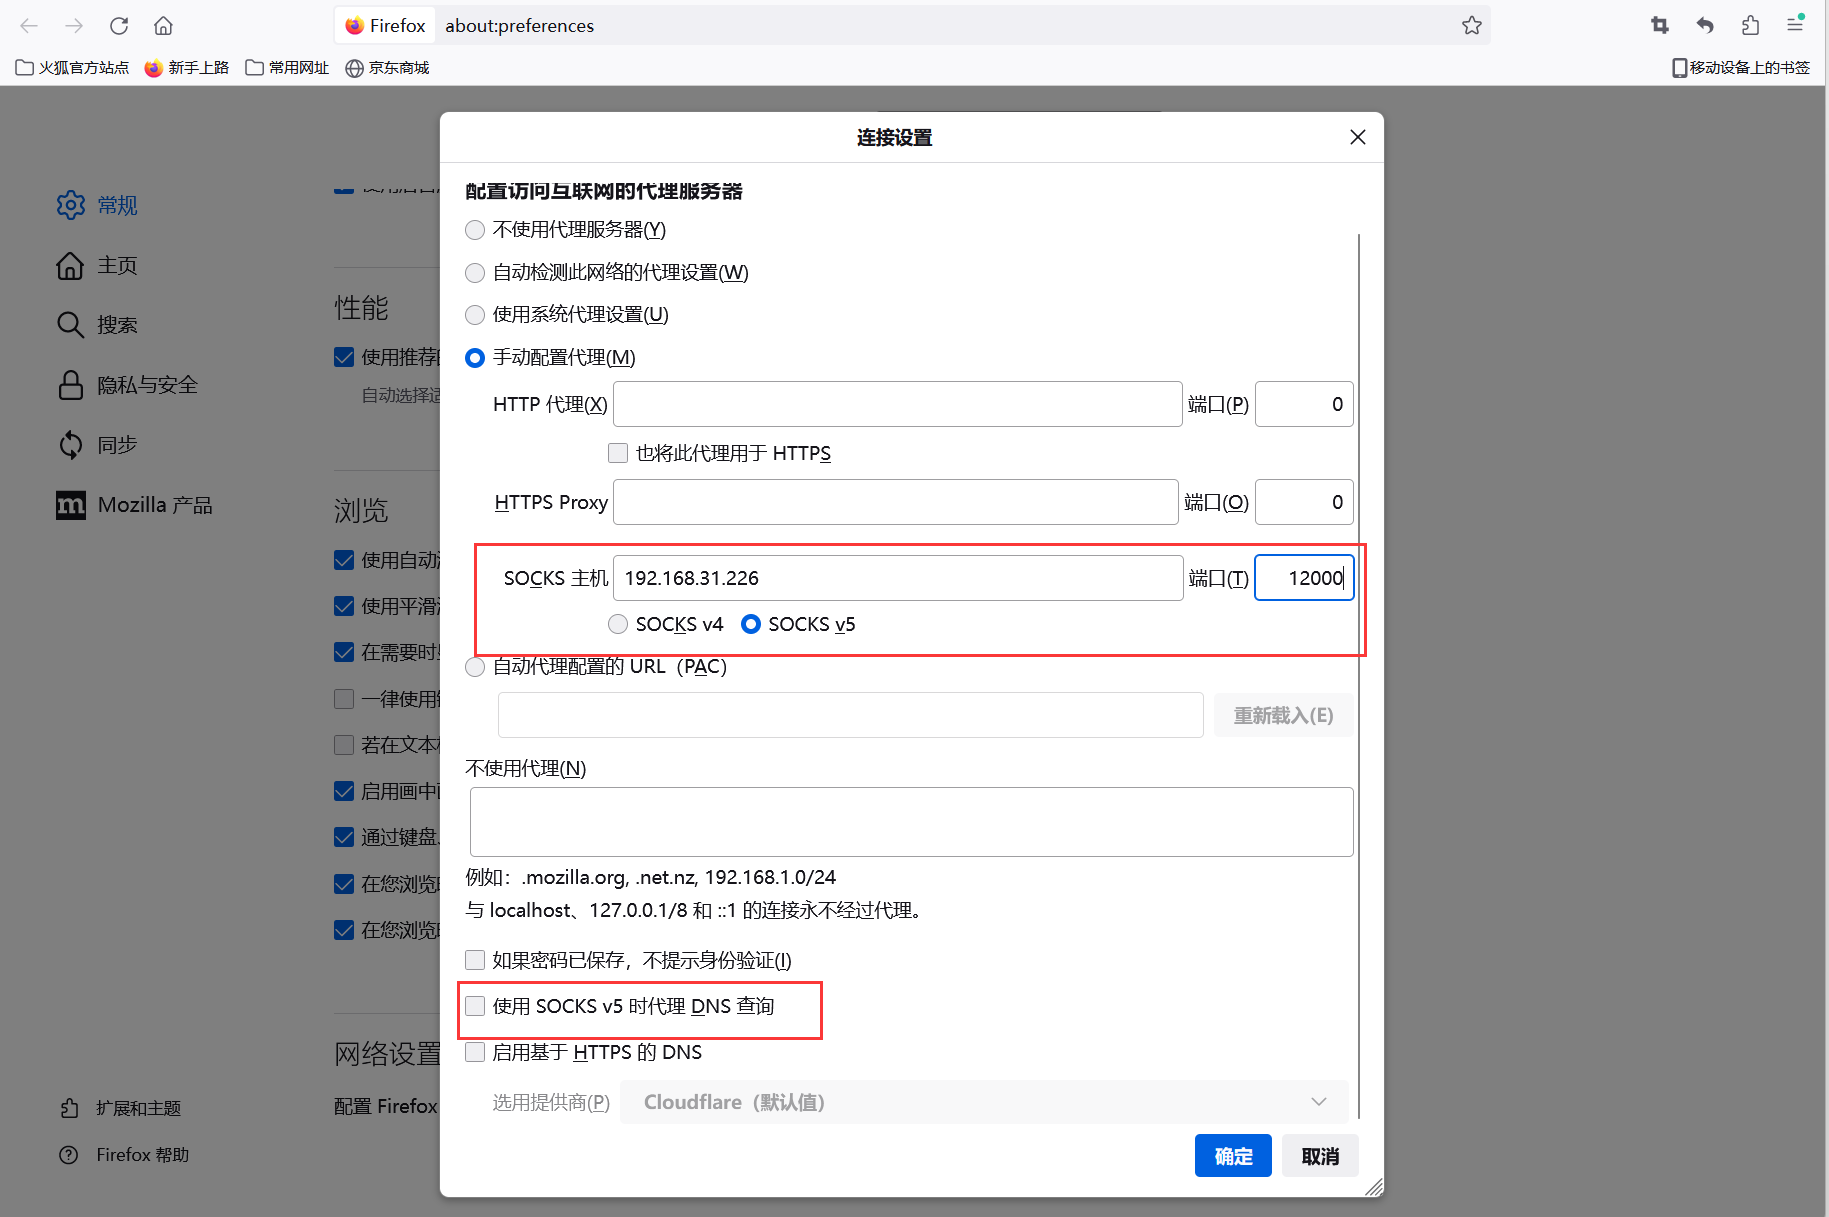 Firefox about:preferences
火狐官方站点 新手上路 常用网址 京东商城 移动设备上的书签
连接设置
配置访问互联网的代理服务器
不使用代理服务器(Y)
自动检测此网络的代理设置(W)
使用系统代理设置(U)
手动配置代理(M)
HTTP 代理(X) 端口(P) 0
也将此代理用于 HTTPS
HTTPS Proxy 端口(O) 0
SOCKS 主机 192.168.31.226 端口(T) 12000
SOCKS v4 SOCKS v5
自动代理配置的 URL（PAC）
重新载入(E)
不使用代理(N)
例如：.mozilla.org, .net.nz, 192.168.1.0/24
与 localhost、127.0.0.1/8 和 ::1 的连接永不经过代理。
如果密码已保存，不提示身份验证(I)
使用 SOCKS v5 时代理 DNS 查询
启用基于 HTTPS 的 DNS
选用提供商(P) Cloudflare（默认值）
确定 取消
常规
主页
搜索
隐私与安全
同步
m Mozilla 产品
扩展和主题
Firefox 帮助
性能
使用推荐
自动选择
浏览
使用自动
使用平滑
在需要时
一律使用
若在文本
启用画中
通过键盘、
在您浏览
在您浏览
网络设置
配置 Firefox